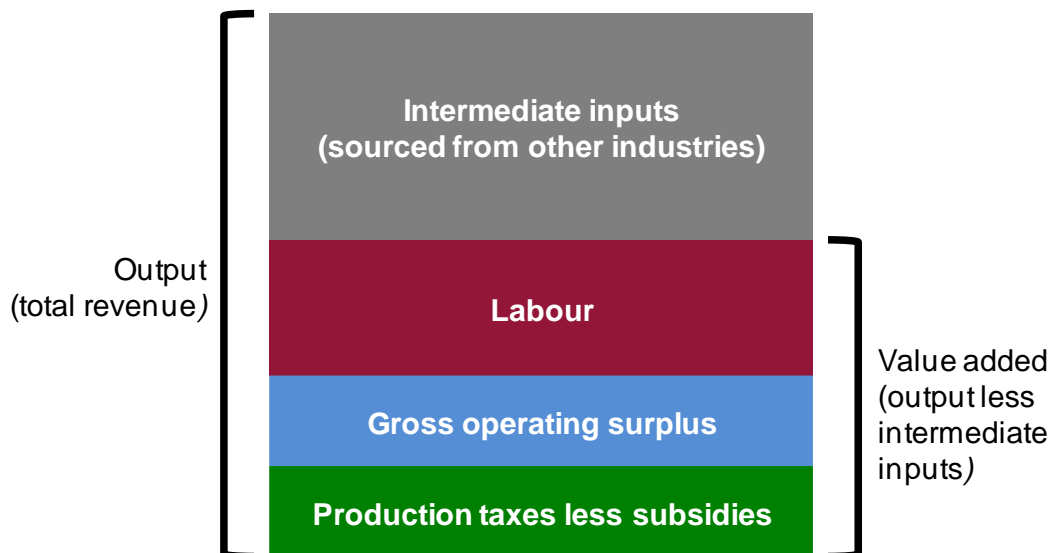 Intermediate inputs
(sourced from other industries)
Output
(total revenue)
Labour
Value added
(output less
intermediate
inputs)
Gross operating surplus
Production taxes less subsidies